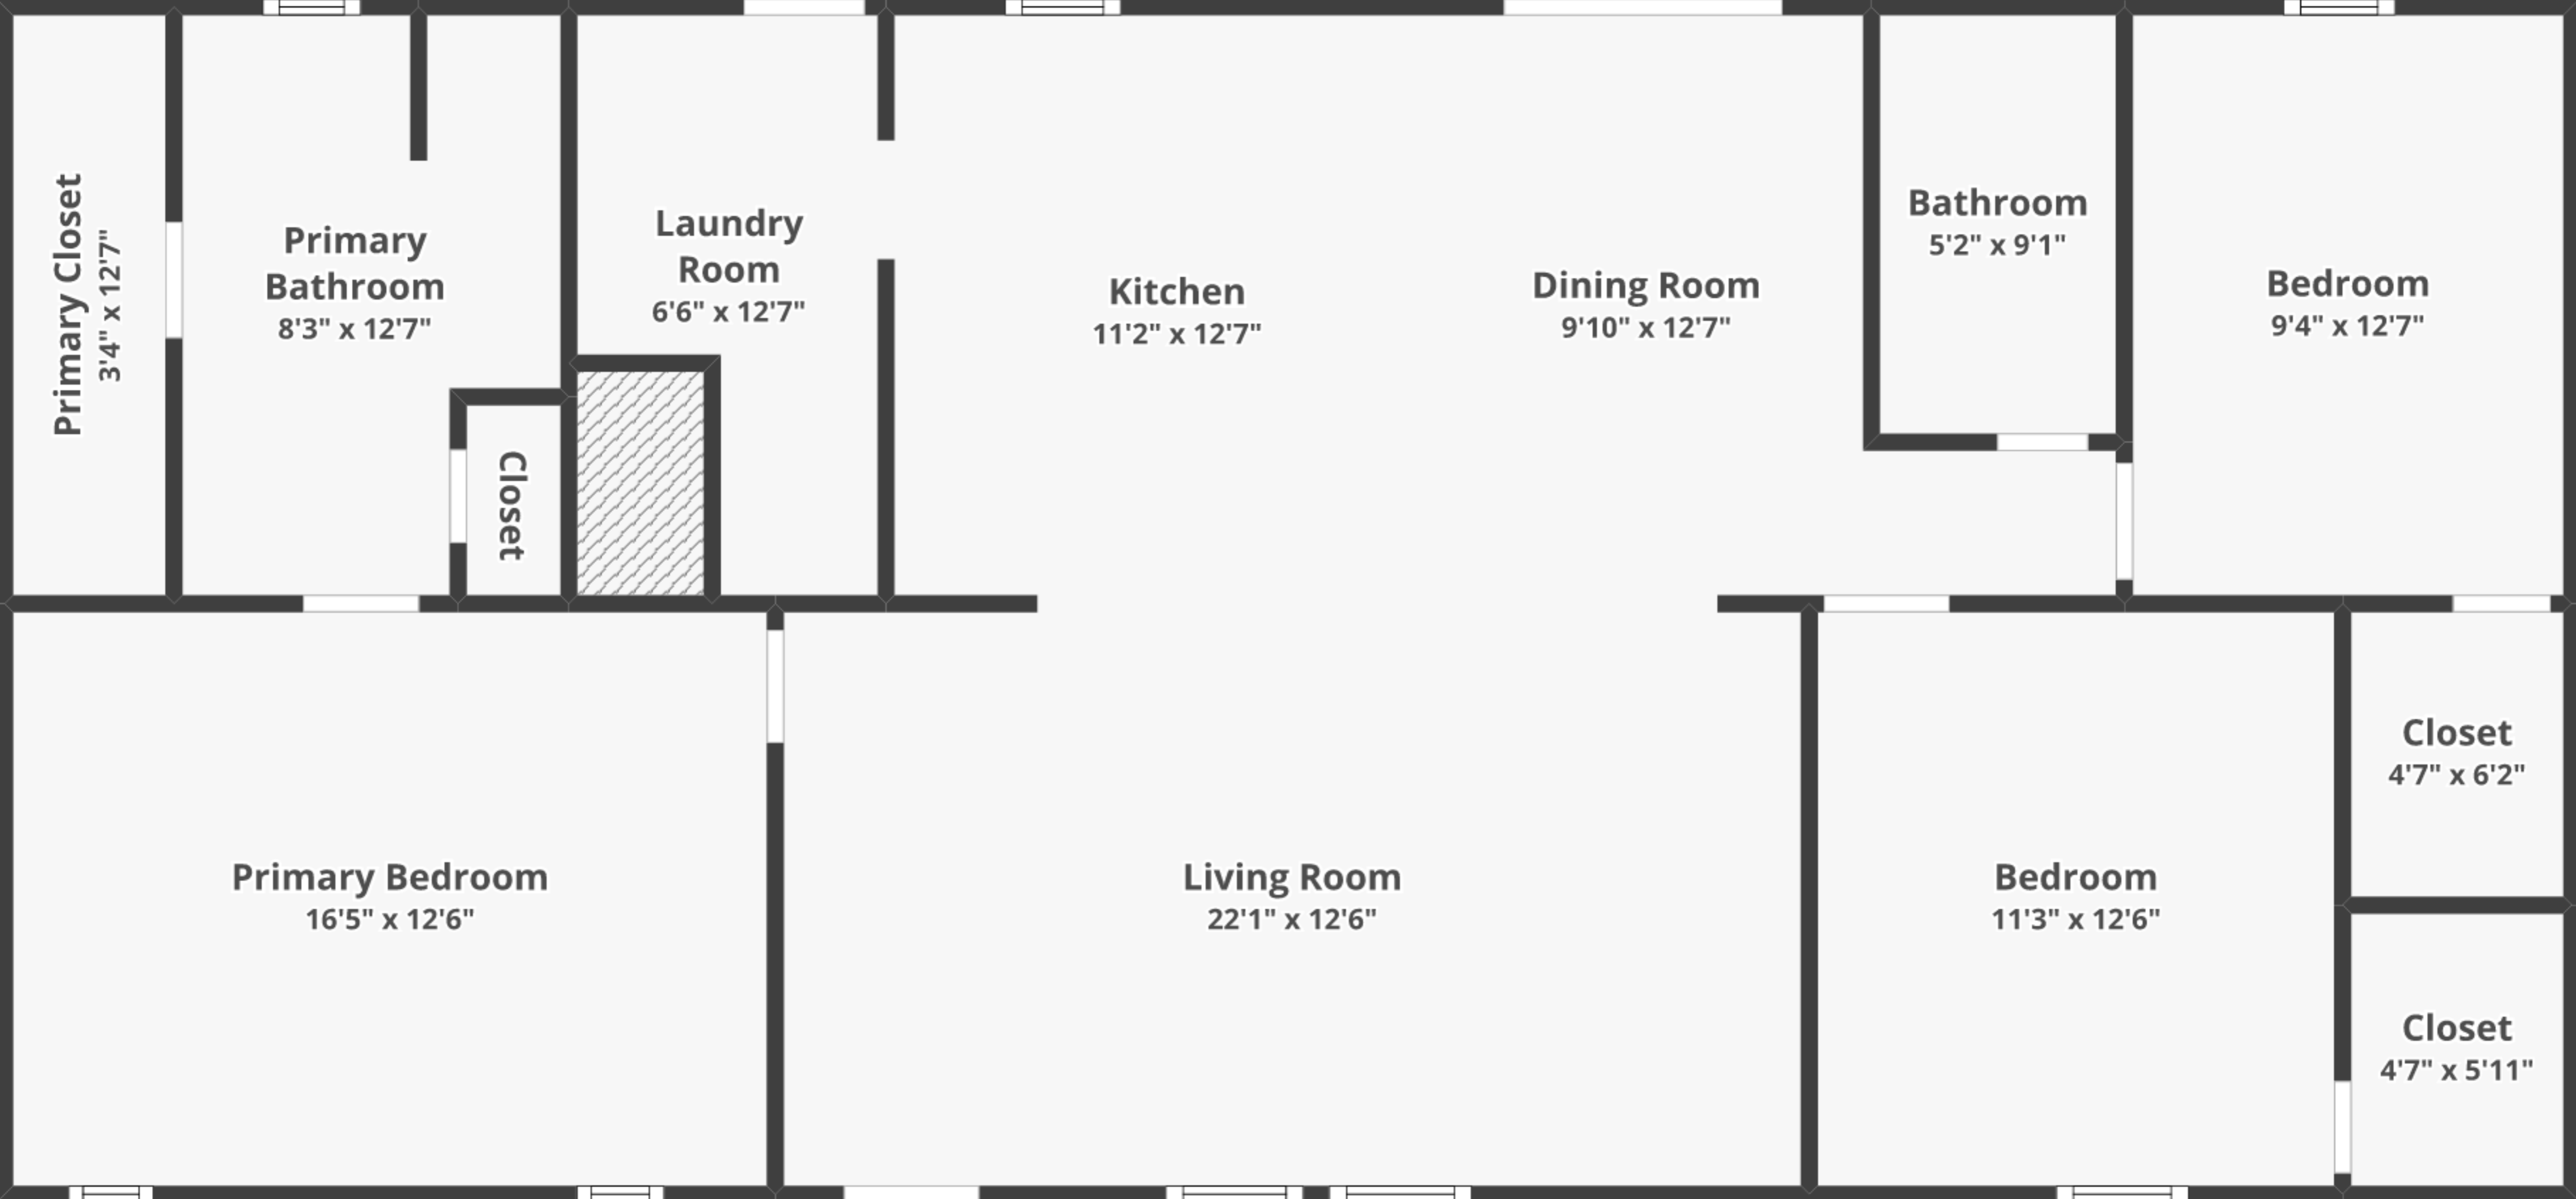 Primary Closet
3'4" x 12'7"
Primary
Bathroom
8'3" x 12'7"
Closet
Laundry
Room
6'6" x 12'7"
Kitchen
11'2" x 12'7"
Dining Room
9'10" x 12'7"
Bathroom
5'2" x 9'1"
Bedroom
9'4" x 12'7"
Primary Bedroom
16'5" x 12'6"
Living Room
22'1" x 12'6"
Bedroom
11'3" x 12'6"
Closet
4'7" x 6'2"
Closet
4'7" x 5'11"